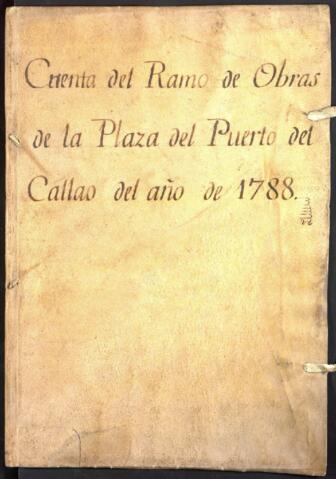 Cuenta del Ramo de Obras
de la Plaza del Puerto del
Callao del año de 1788.